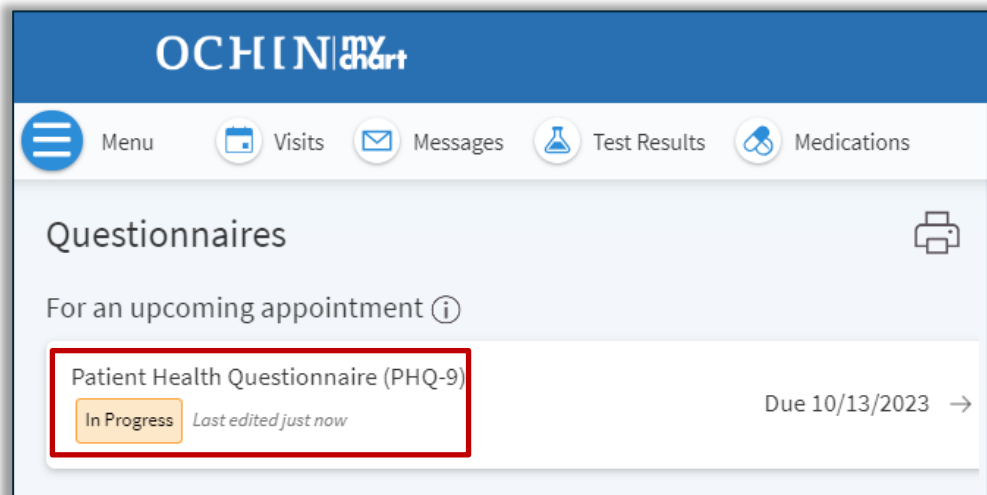 OCHIN my chart
Menu Visits Messages Test Results Medications
Questionnaires
For an upcoming appointment
Patient Health Questionnaire (PHQ-9)
In Progress Last edited just now
Due 10/13/2023